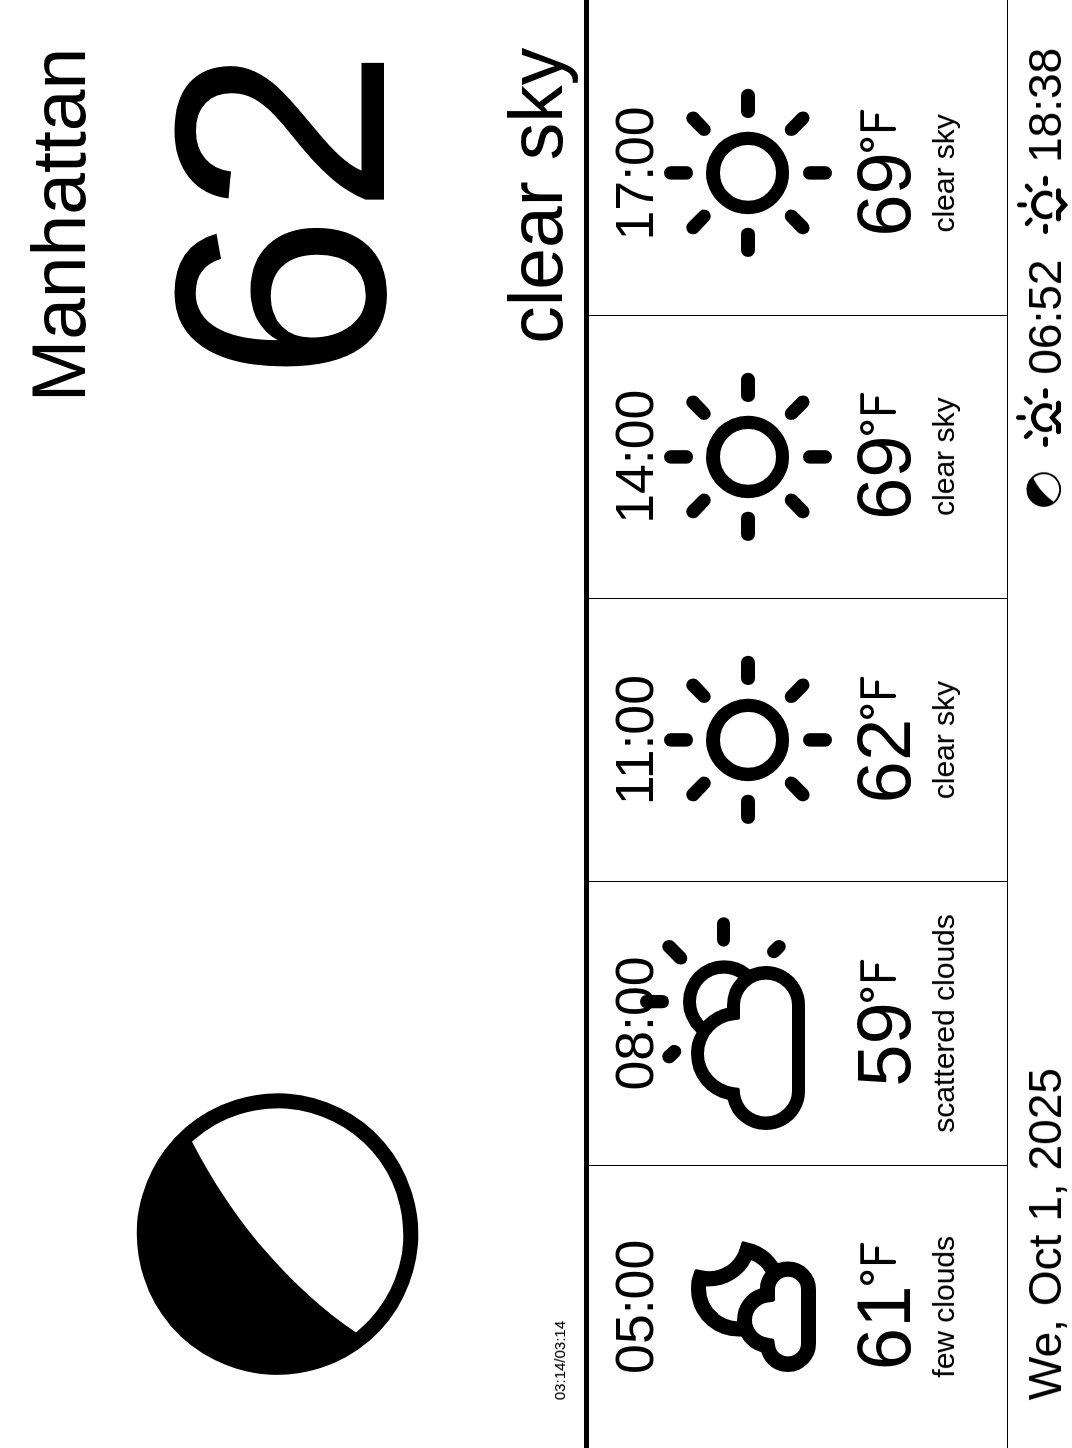 Manhattan
62
clear sky
03:14/03:14
05:00
61°F
few clouds
08:00
59°F
scattered clouds
11:00
62°F
clear sky
14:00
69°F
clear sky
17:00
69°F
clear sky
We, Oct 1, 2025
06:52
18:38